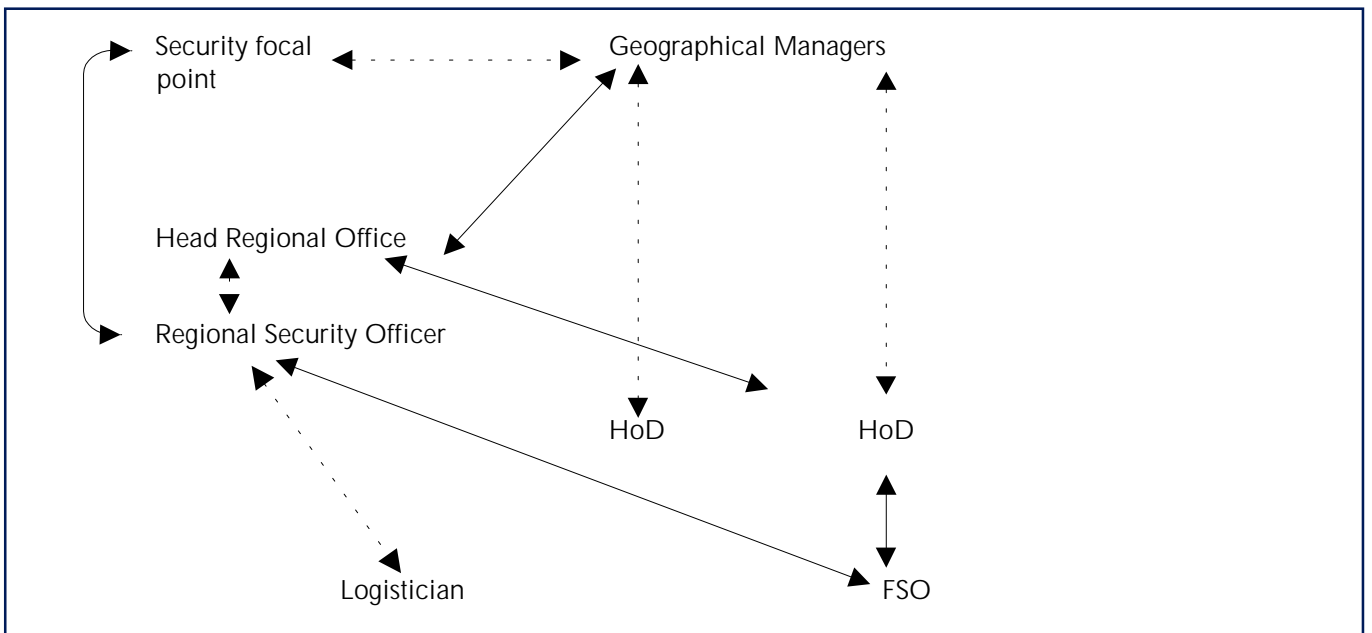 Security focal
point
Geographical Managers
Head Regional Office
Regional Security Officer
HoD
HoD
Logistician
FSO